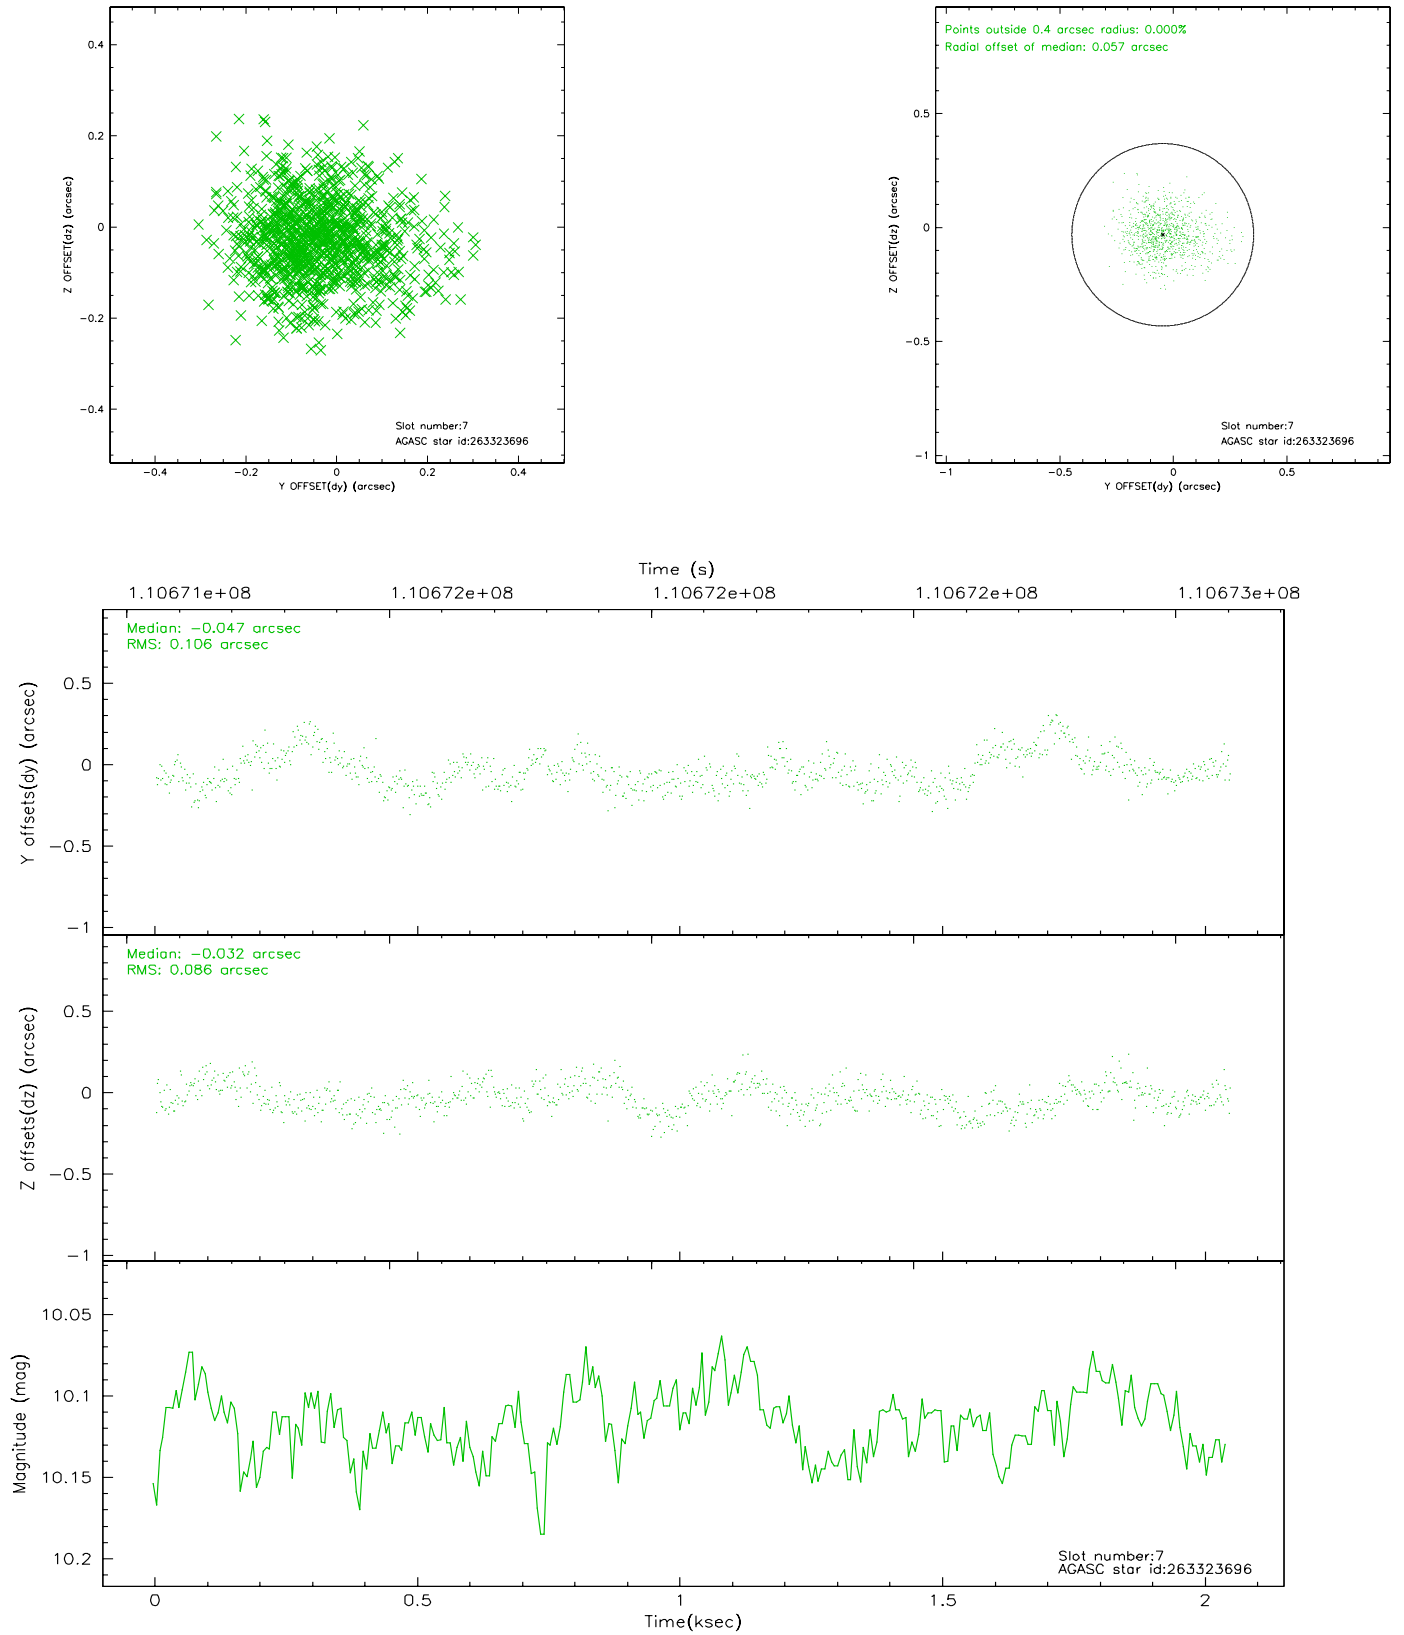 0.4
0.2
0
−0.2
−0.4
Z OFFSET(dz) (arcsec)
Slot number:7
AGASC star id:263323696
−0.4 −0.2 0 0.2 0.4
Y OFFSET(dy) (arcsec)
Points outside 0.4 arcsec radius: 0.000%
Radial offset of median: 0.057 arcsec
0.5
0
−0.5
−1
Z OFFSET(dz) (arcsec)
Slot number:7
AGASC star id:263323696
−1 −0.5 0 0.5
Y OFFSET(dy) (arcsec)
Time (s)
1.10671e+08 1.10672e+08 1.10672e+08 1.10672e+08 1.10673e+08
Median: −0.047 arcsec
RMS: 0.106 arcsec
0.5
0
−0.5
−1
Y offsets(dy) (arcsec)
Median: −0.032 arcsec
RMS: 0.086 arcsec
0.5
0
−0.5
−1
Z offsets(dz) (arcsec)
10.05
10.1
10.15
10.2
Magnitude (mag)
Slot number:7
AGASC star id:263323696
0 0.5 1 1.5 2
Time(ksec)